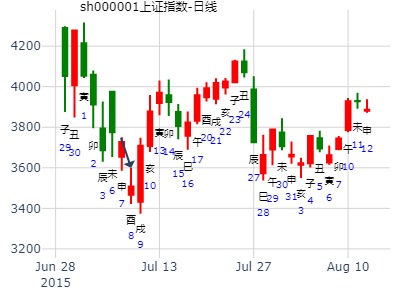 sh000001上证指数-日线
4200
4000
3800
3600
3400
3200
子
29
丑
30
寅
1
卯
2
辰
3
未
6
申
7
酉
8
戌
9
亥
10
寅
13
卯
14
辰
15
巳
16
午
17
酉
20
戌
21
亥
22
子
23
丑
24
辰
27
巳
28
午
29
未
30
申
31
亥
3
子
4
丑
5
寅
6
卯
7
午
10
未
11
申
12
Jun 28
2015
Jul 13
Jul 27
Aug 10